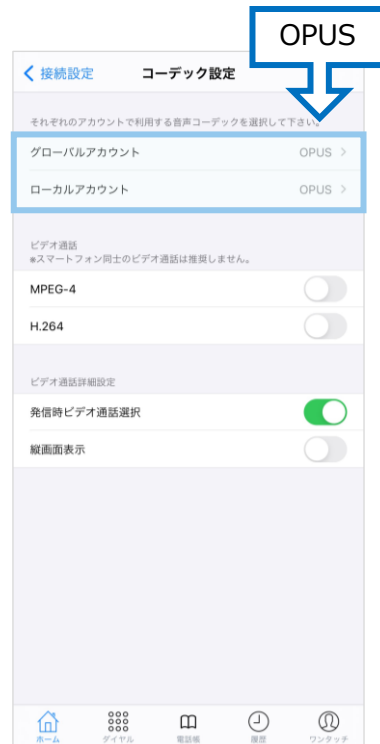 OPUS
接続設定
コーデック設定
それぞれのアカウントで利用する音声コーデックを選択して下さい。
グローバルアカウント OPUS
ローカルアカウント OPUS
ビデオ通話
※スマートフォン同士のビデオ通話は推奨しません。
MPEG-4
H.264
ビデオ通話詳細設定
発信時ビデオ通話選択
縦画面表示
ホーム ダイヤル 電話帳 履歴 ワンタッチ